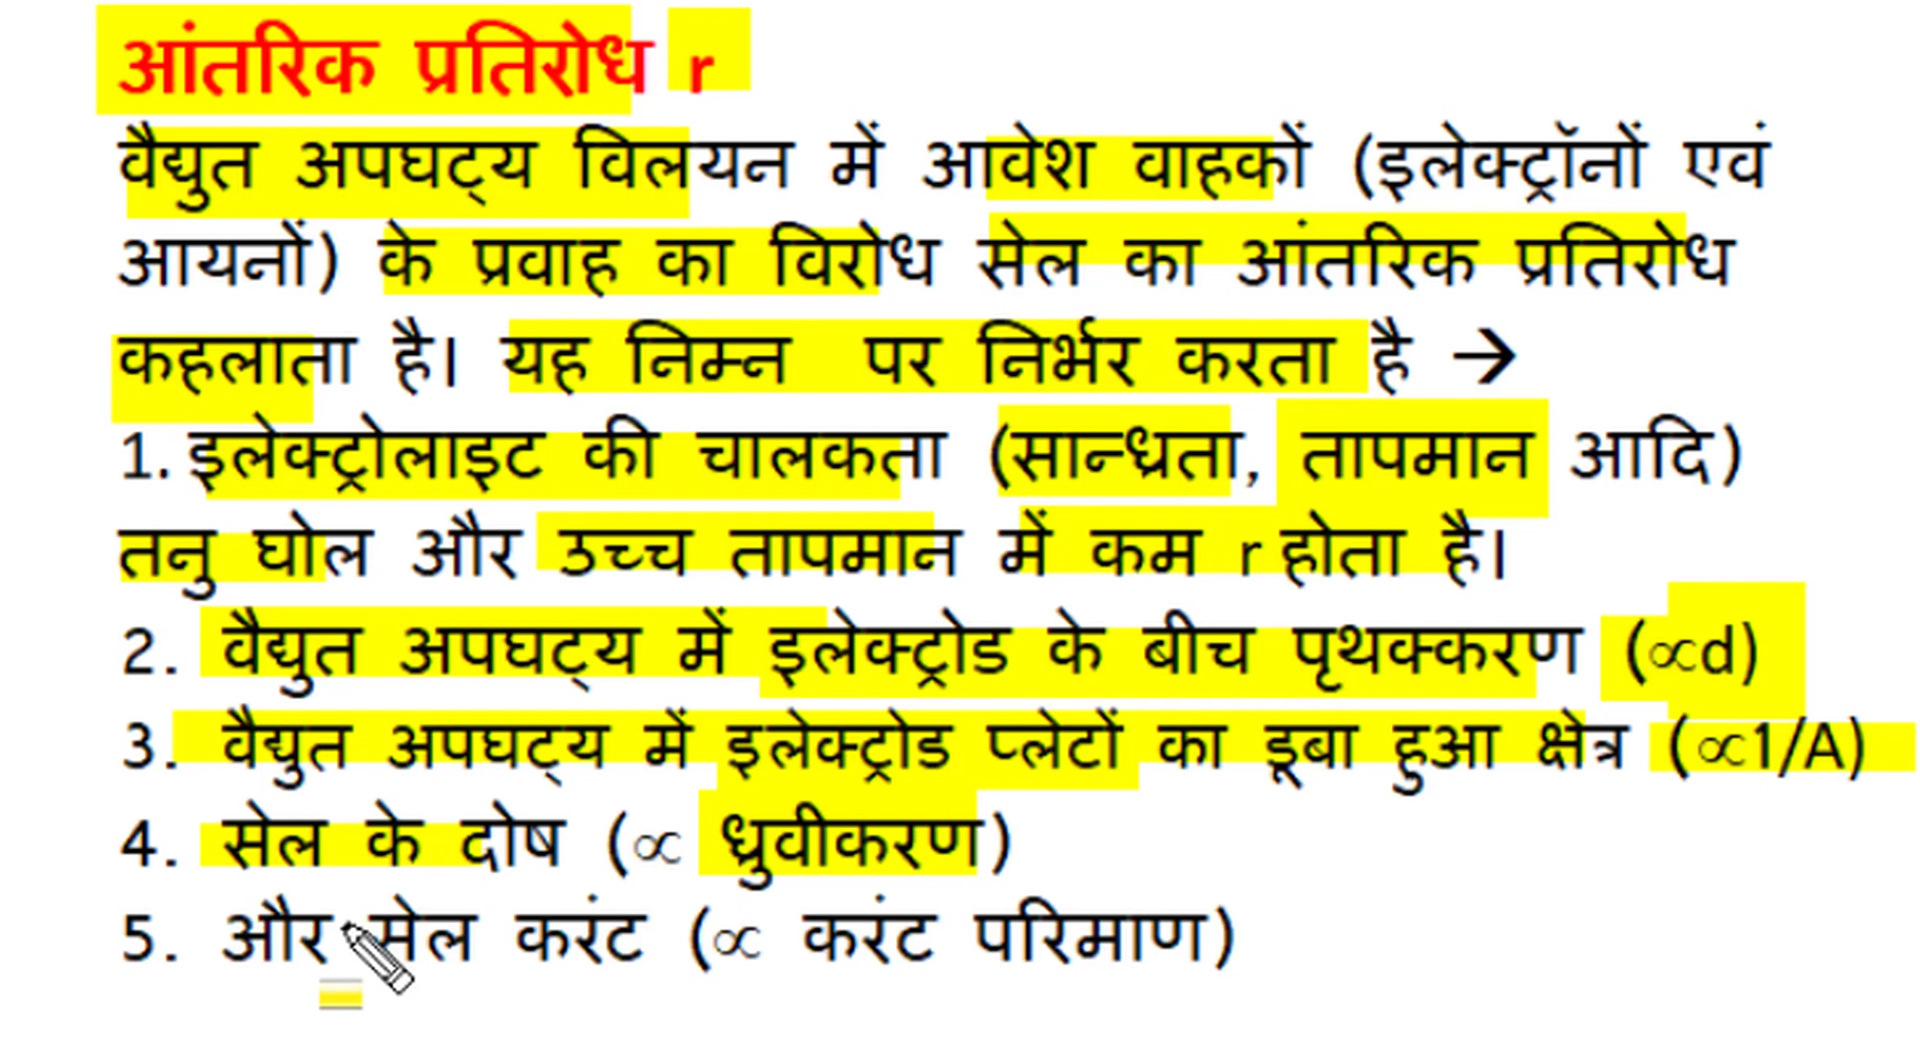 आंतरिक प्रतिरोध r
वैद्युत अपघट्य विलयन में आवेश वाहकों (इलेक्ट्रॉनों एवं
आयनों) के प्रवाह का विरोध सेल का आंतरिक प्रतिरोध
कहलाता है। यह निम्न पर निर्भर करता है →
1. इलेक्ट्रोलाइट की चालकता (सान्ध्रता, तापमान आदि)
तनु घोल और उच्च तापमान में कम r होता है।
2. वैद्युत अपघट्य में इलेक्ट्रोड के बीच पृथक्करण (∝d)
3. वैद्युत अपघट्य में इलेक्ट्रोड प्लेटों का डूबा हुआ क्षेत्र (∝1/A)
4. सेल के दोष (∝ ध्रुवीकरण)
5. और सेल करंट (∝ करंट परिमाण)